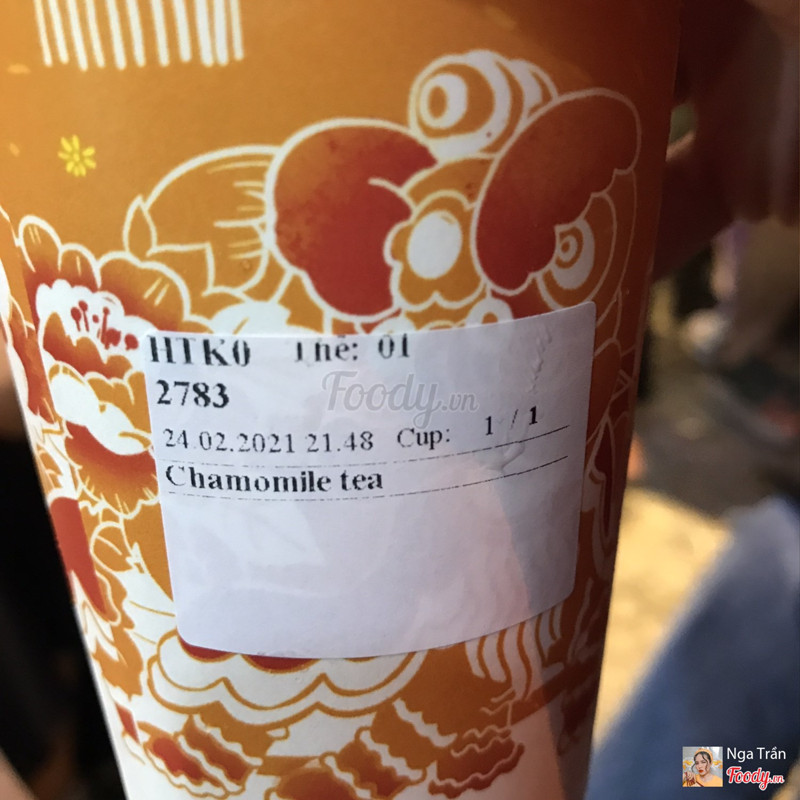 HTK0 Thẻ: 01
2783
24.02.2021 21.48 Cup: 1 / 1
Chamomile tea
Foody.vn
Nga Trần
Foody.vn